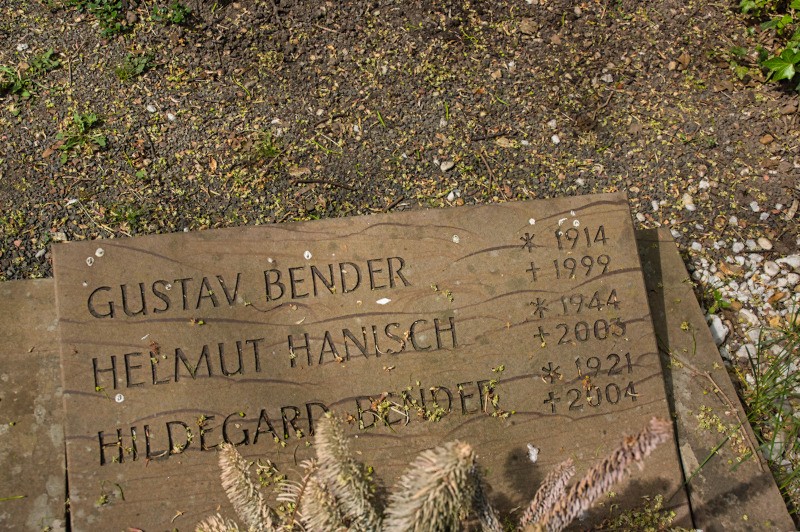 GUSTAV BENDER * 1914
+ 1999
HELMUT HANISCH * 1944
+ 2003
HILDEGARD BENDER * 1921
+ 2004